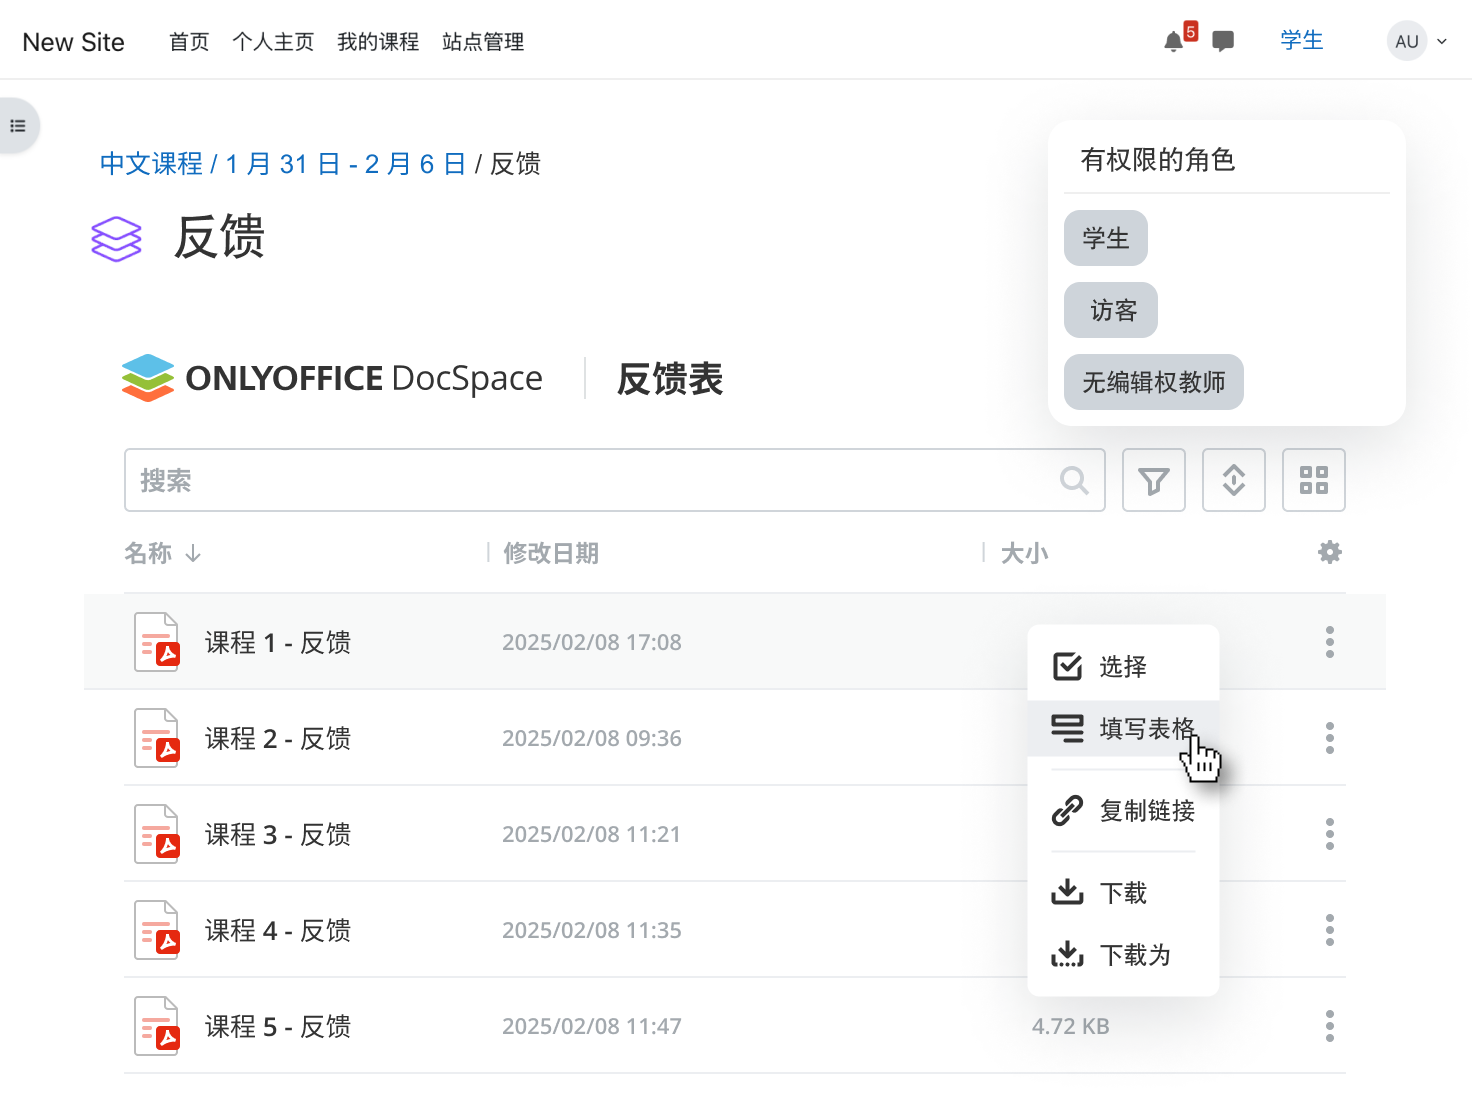 New Site 首页 个人主页 我的课程 站点管理 5 学生 AU
中文课程 / 1 月 31 日 - 2 月 6 日 / 反馈
反馈
有权限的角色
学生
访客
无编辑权教师
ONLYOFFICE DocSpace 反馈表
搜索
名称 修改日期 大小
课程 1 - 反馈 2025/02/08 17:08
课程 2 - 反馈 2025/02/08 09:36
课程 3 - 反馈 2025/02/08 11:21
课程 4 - 反馈 2025/02/08 11:35
课程 5 - 反馈 2025/02/08 11:47 4.72 KB
选择
填写表格
复制链接
下载
下载为